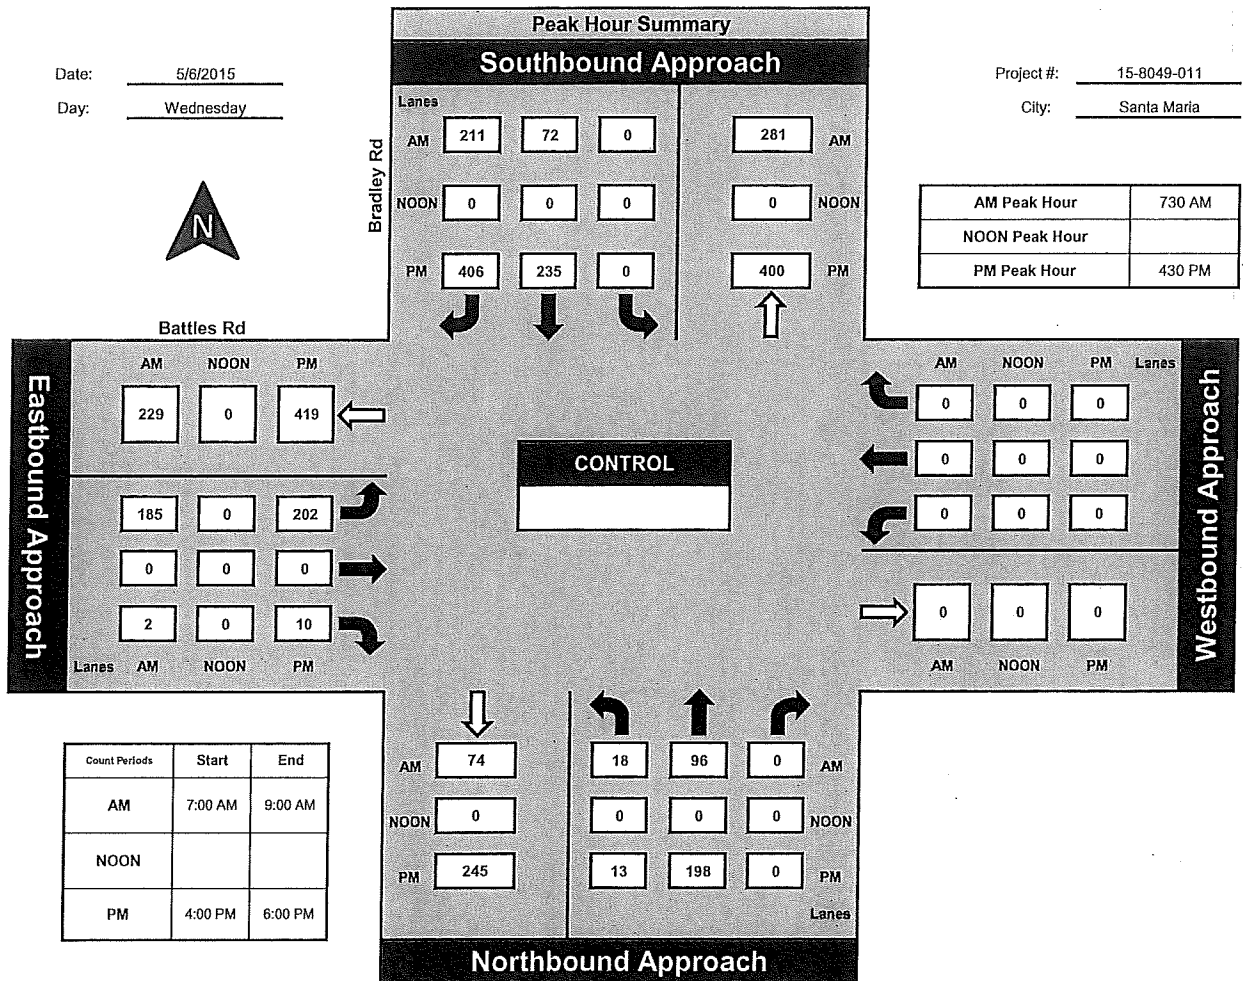 Peak Hour Summary
Southbound Approach
Date: 5/6/2015
Day: Wednesday
Project #: 15-8049-011
City: Santa Maria
N
Bradley Rd
Battles Rd
Lanes
AM 211 72 0 281 AM
NOON 0 0 0 0 NOON
PM 406 235 0 400 PM
AM Peak Hour 730 AM
NOON Peak Hour
PM Peak Hour 430 PM
Eastbound Approach
AM NOON PM
229 0 419
185 0 202
0 0 0
2 0 10
Lanes AM NOON PM
CONTROL
Westbound Approach
AM NOON PM Lanes
0 0 0
0 0 0
0 0 0
0 0 0
AM NOON PM
AM 74 18 96 0 AM
NOON 0 0 0 0 NOON
PM 245 13 198 0 PM
Lanes
Northbound Approach
Count Periods Start End
AM 7:00 AM 9:00 AM
NOON
PM 4:00 PM 6:00 PM